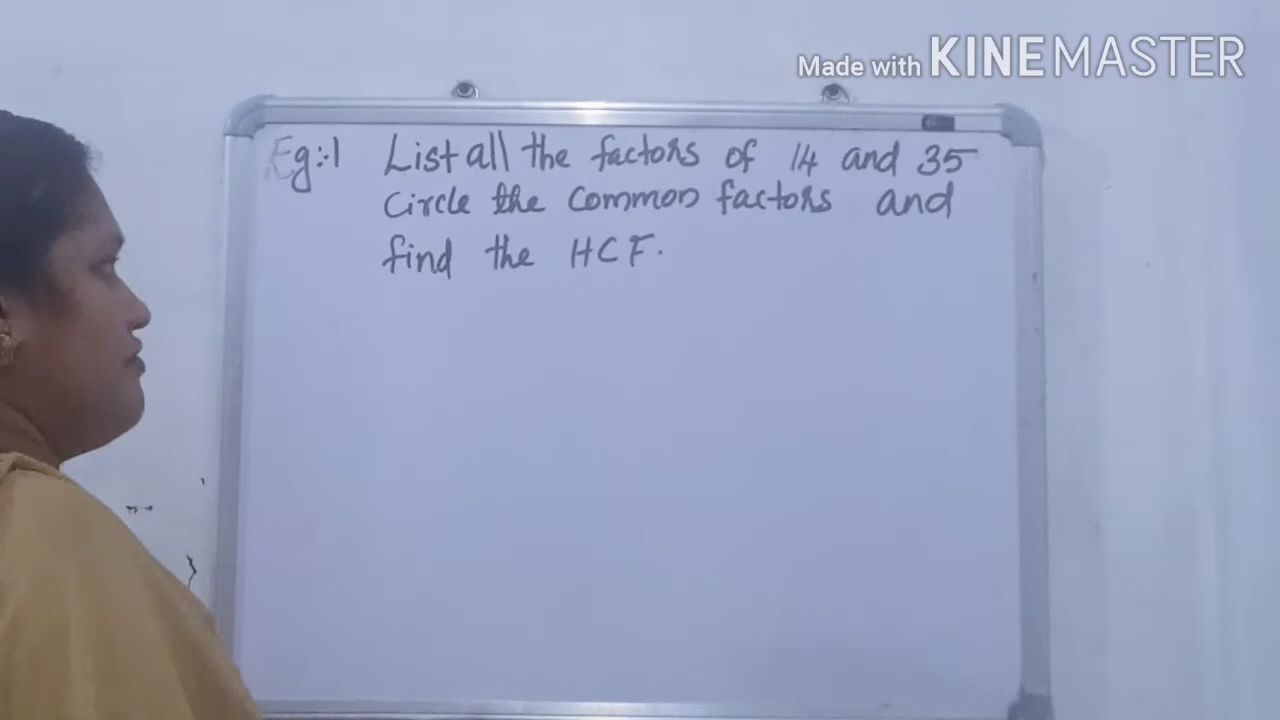 Made with KINEMASTER
Eg:-1 List all the factors of 14 and 35
Circle the common factors and
find the HCF.